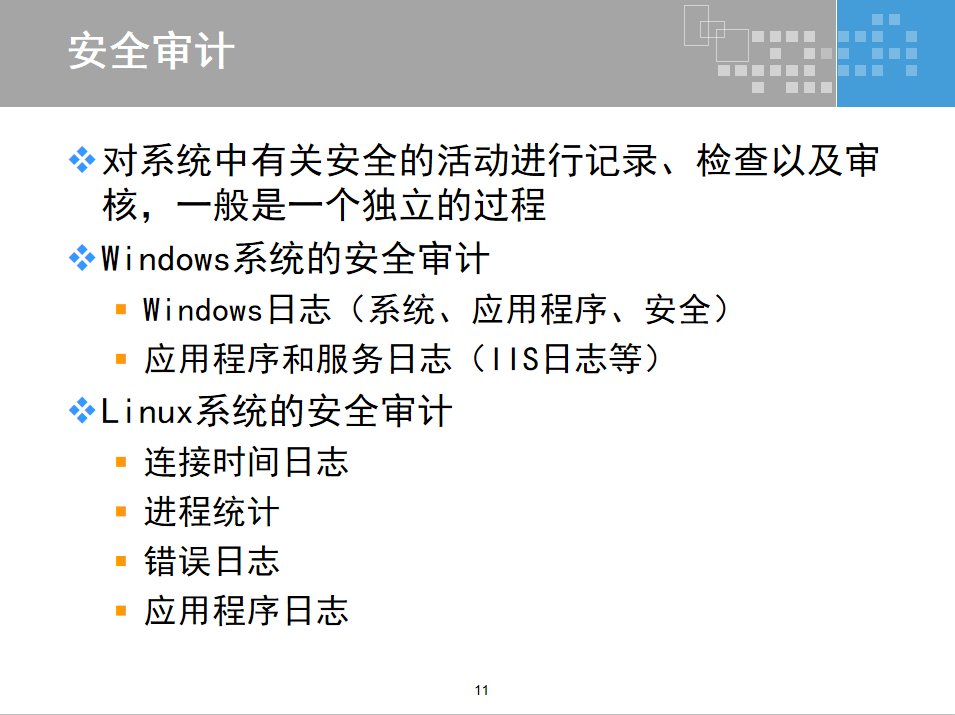 安全审计
对系统中有关安全的活动进行记录、检查以及审
核，一般是一个独立的过程
Windows系统的安全审计
Windows日志（系统、应用程序、安全）
应用程序和服务日志（IIS日志等）
Linux系统的安全审计
连接时间日志
进程统计
错误日志
应用程序日志
11